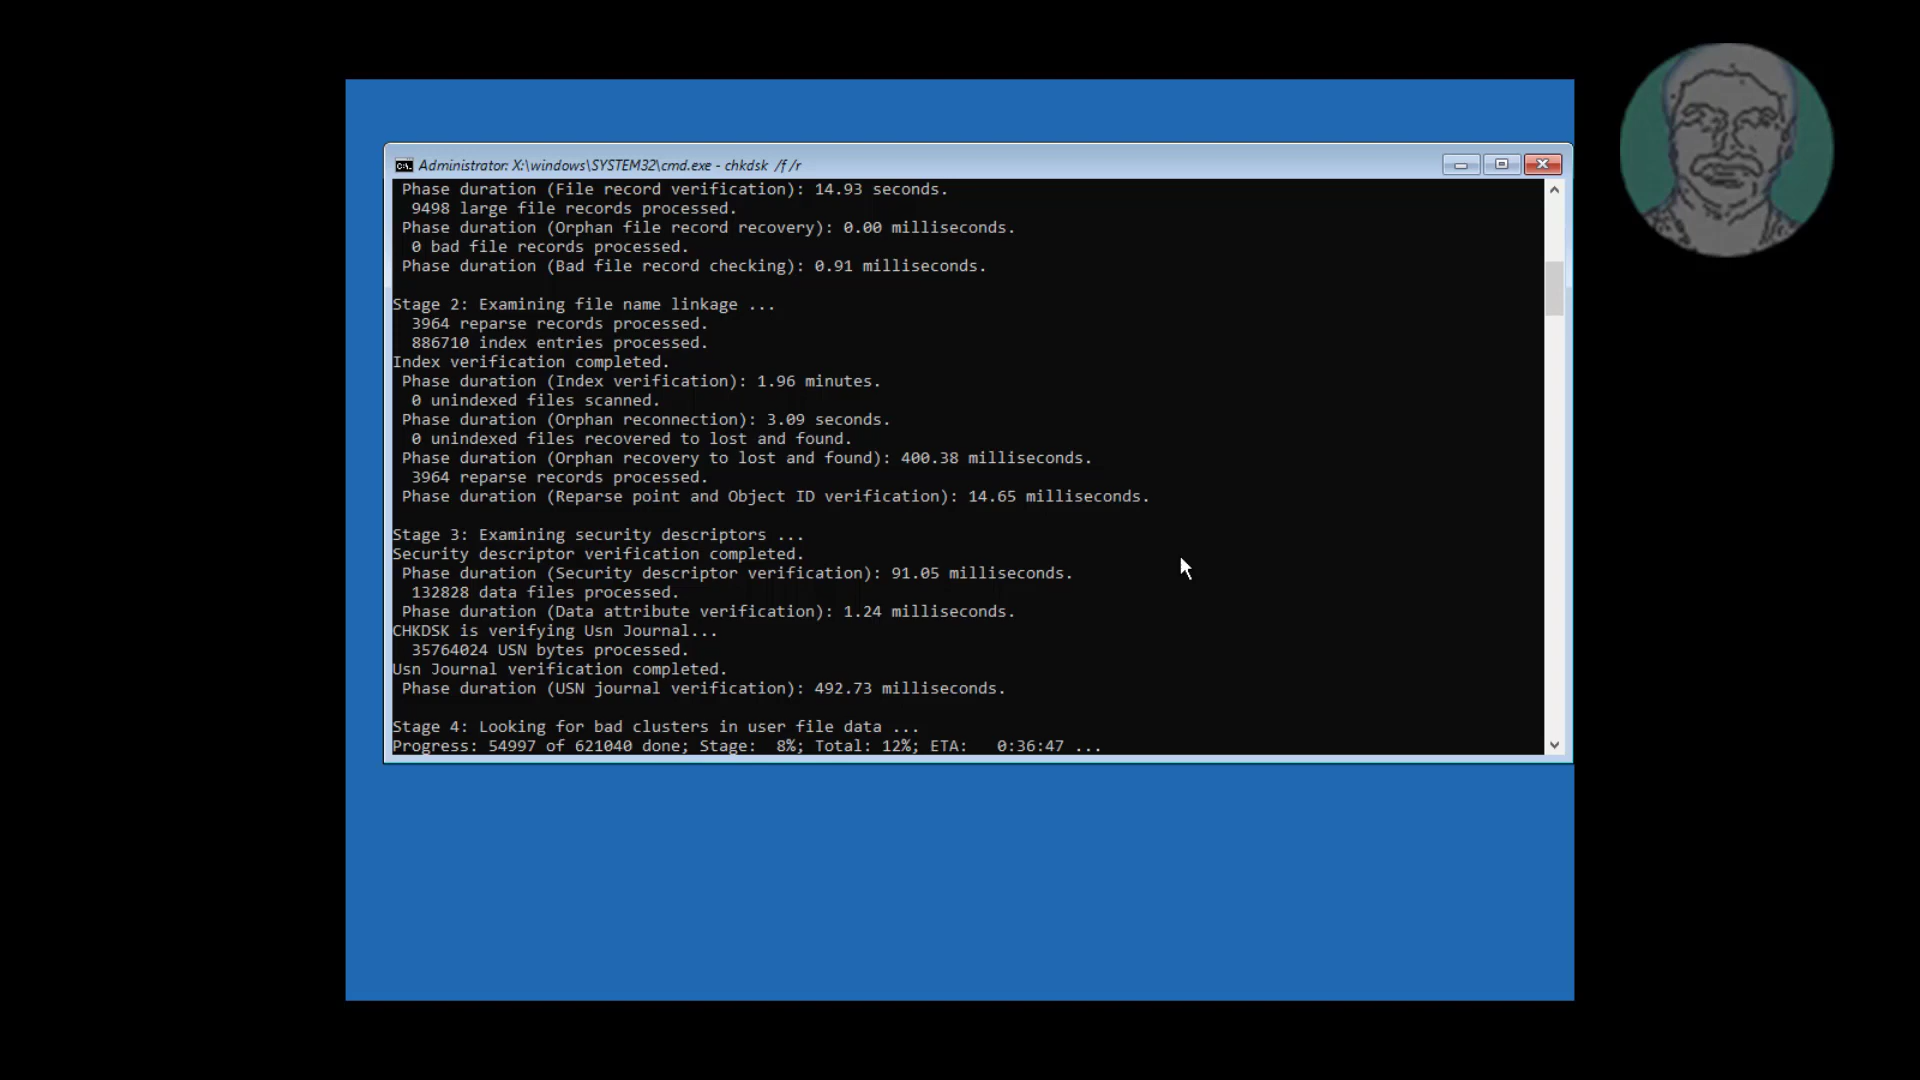 Administrator: X:\windows\SYSTEM32\cmd.exe - chkdsk /f /r
Phase duration (File record verification): 14.93 seconds.
9498 large file records processed.
Phase duration (Orphan file record recovery): 0.00 milliseconds.
0 bad file records processed.
Phase duration (Bad file record checking): 0.91 milliseconds.
Stage 2: Examining file name linkage ...
3964 reparse records processed.
886710 index entries processed.
Index verification completed.
Phase duration (Index verification): 1.96 minutes.
0 unindexed files scanned.
Phase duration (Orphan reconnection): 3.09 seconds.
0 unindexed files recovered to lost and found.
Phase duration (Orphan recovery to lost and found): 400.38 milliseconds.
3964 reparse records processed.
Phase duration (Reparse point and Object ID verification): 14.65 milliseconds.
Stage 3: Examining security descriptors ...
Security descriptor verification completed.
Phase duration (Security descriptor verification): 91.05 milliseconds.
132828 data files processed.
Phase duration (Data attribute verification): 1.24 milliseconds.
CHKDSK is verifying Usn Journal...
35764024 USN bytes processed.
Usn Journal verification completed.
Phase duration (USN journal verification): 492.73 milliseconds.
Stage 4: Looking for bad clusters in user file data ...
Progress: 54997 of 621040 done; Stage:  8%; Total: 12%; ETA:   0:36:47 ...